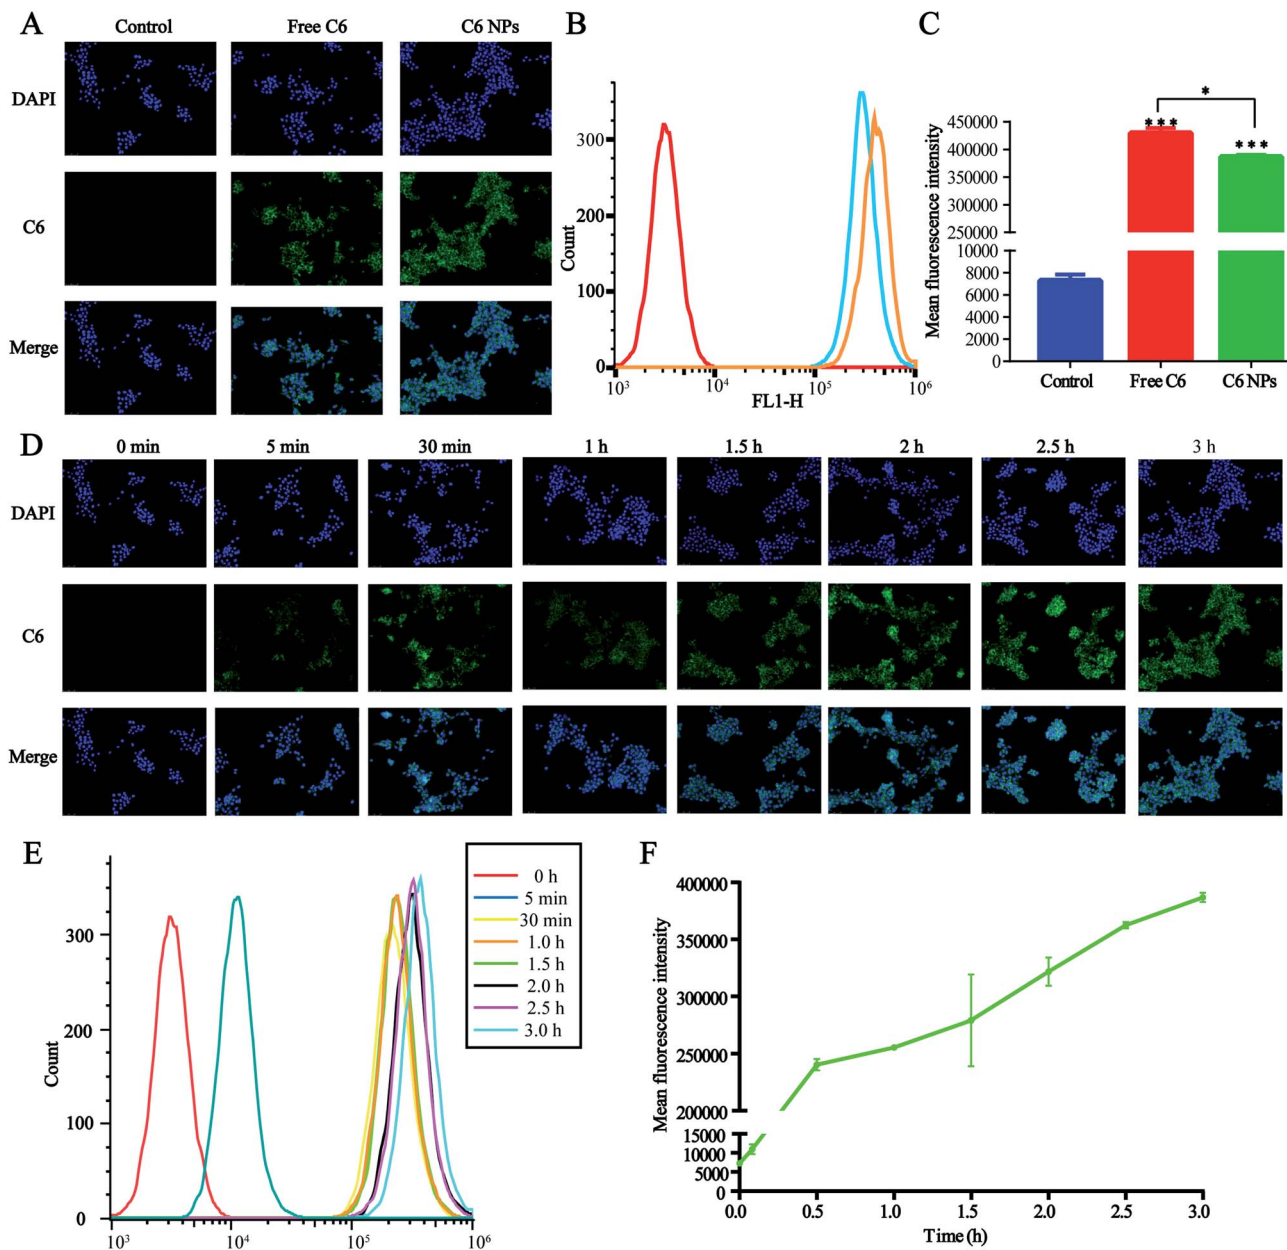 A
Control Free C6 C6 NPs
DAPI
C6
Merge
B
Count
300
200
100
0
10³ 10⁴ 10⁵ 10⁶
FL1-H
C
Mean fluorescence intensity
*
***
***
450000
400000
350000
300000
250000
10000
8000
6000
4000
2000
0
Control Free C6 C6 NPs
D
0 min 5 min 30 min 1 h 1.5 h 2 h 2.5 h 3 h
DAPI
C6
Merge
E
Count
300
200
100
0
10³ 10⁴ 10⁵ 10⁶
0 h
5 min
30 min
1.0 h
1.5 h
2.0 h
2.5 h
3.0 h
F
Mean fluorescence intensity
400000
350000
300000
250000
200000
15000
10000
5000
0
0.0 0.5 1.0 1.5 2.0 2.5 3.0
Time (h)